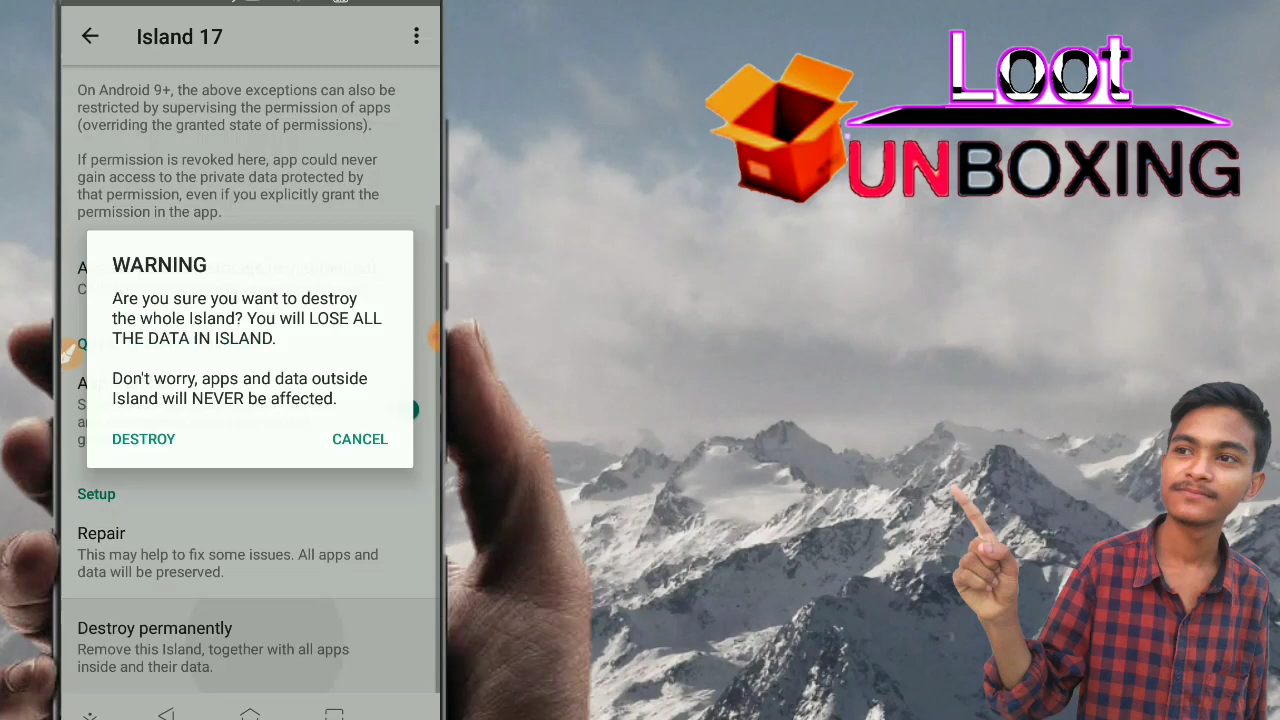 Island 17
On Android 9+, the above exceptions can also be
restricted by supervising the permission of apps
(overriding the granted state of permissions).
If permission is revoked here, app could never
gain access to the private data protected by
that permission, even if you explicitly grant the
permission in the app.
WARNING
Are you sure you want to destroy
the whole Island? You will LOSE ALL
THE DATA IN ISLAND.
Don't worry, apps and data outside
Island will NEVER be affected.
DESTROY
CANCEL
Setup
Repair
This may help to fix some issues. All apps and
data will be preserved.
Destroy permanently
Remove this Island, together with all apps
inside and their data.
Loot
UNBOXING